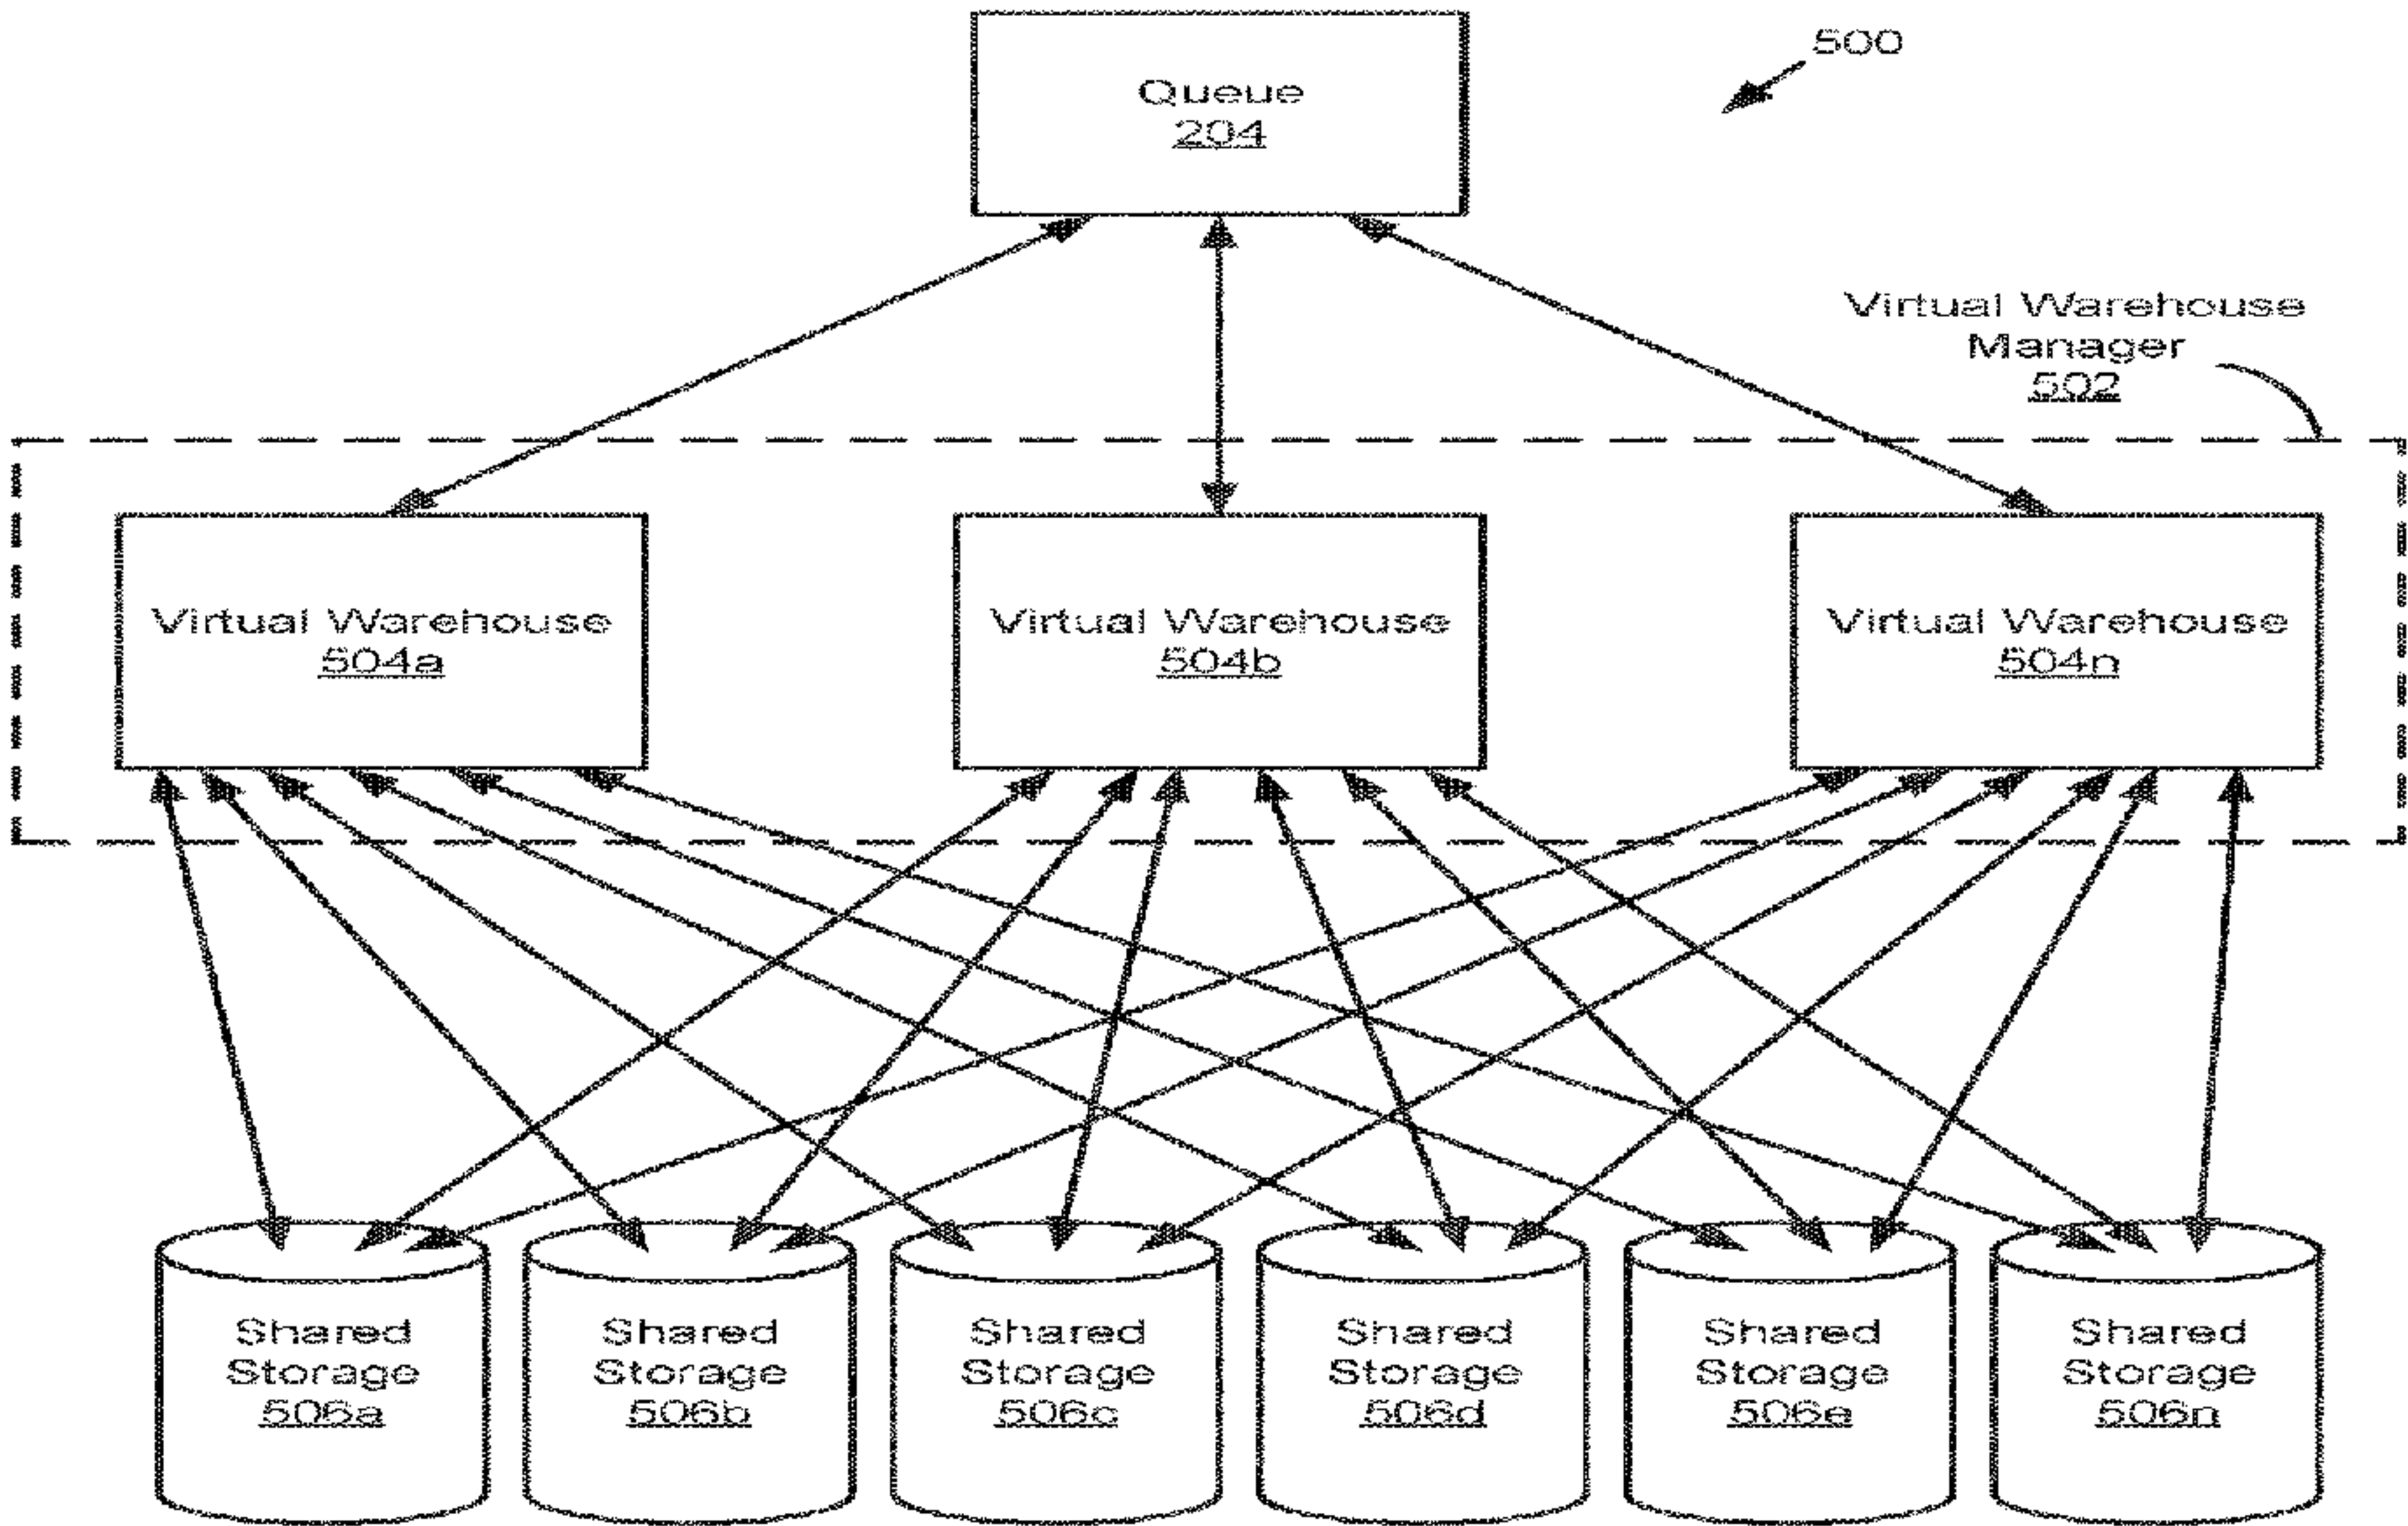 500
Queue
204
Virtual Warehouse
Manager
502
Virtual Warehouse
504a
Virtual Warehouse
504b
Virtual Warehouse
504n
Shared
Storage
506a
Shared
Storage
506b
Shared
Storage
506c
Shared
Storage
506d
Shared
Storage
506e
Shared
Storage
506n